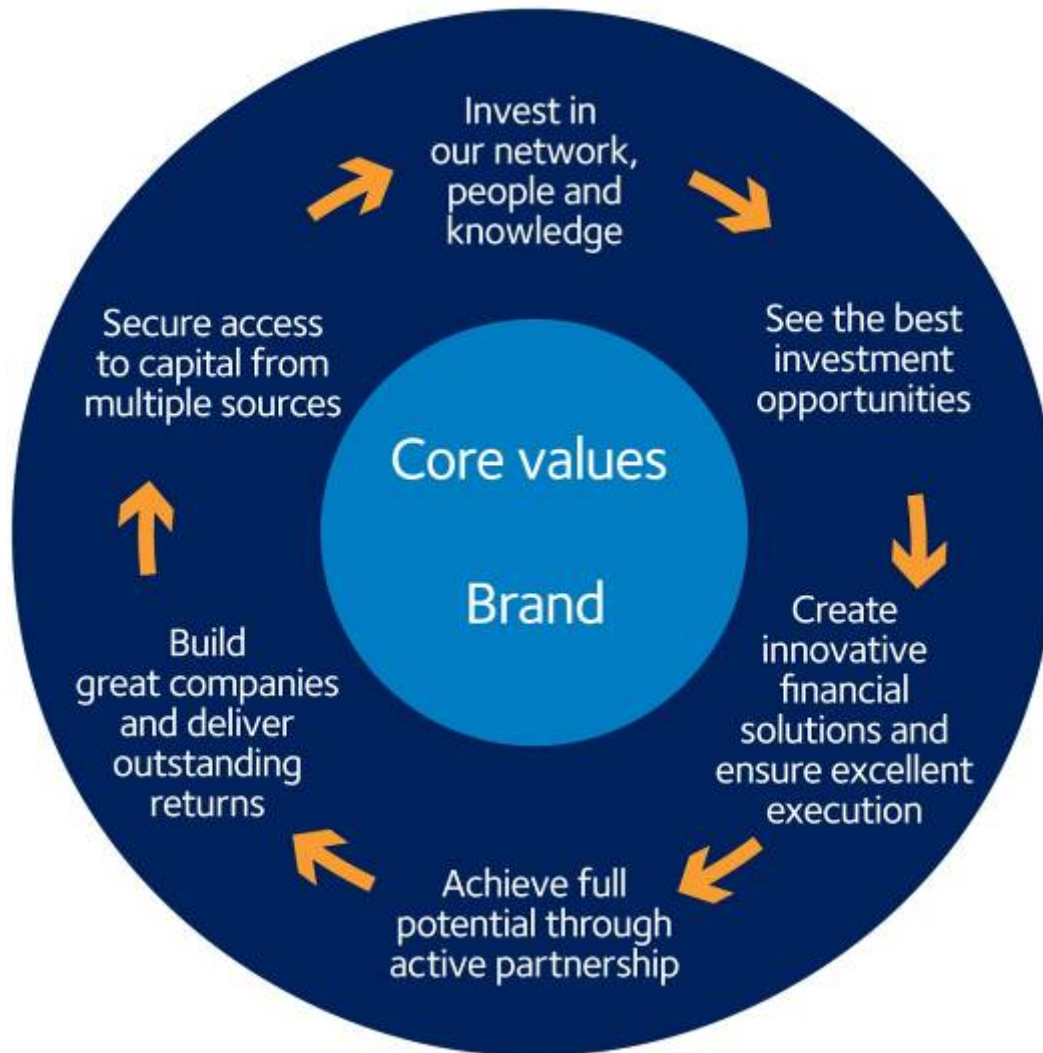 Invest in
our network,
people and
knowledge
See the best
investment
opportunities
Create
innovative
financial
solutions and
ensure excellent
execution
Achieve full
potential through
active partnership
Build
great companies
and deliver
outstanding
returns
Secure access
to capital from
multiple sources
Core values
Brand